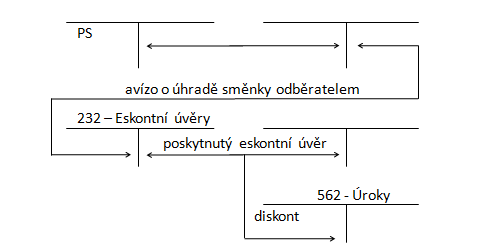 PS
avízo o úhradě směnky odběratelem
232 – Eskontní úvěry
poskytnutý eskontní úvěr
562 - Úroky
diskont